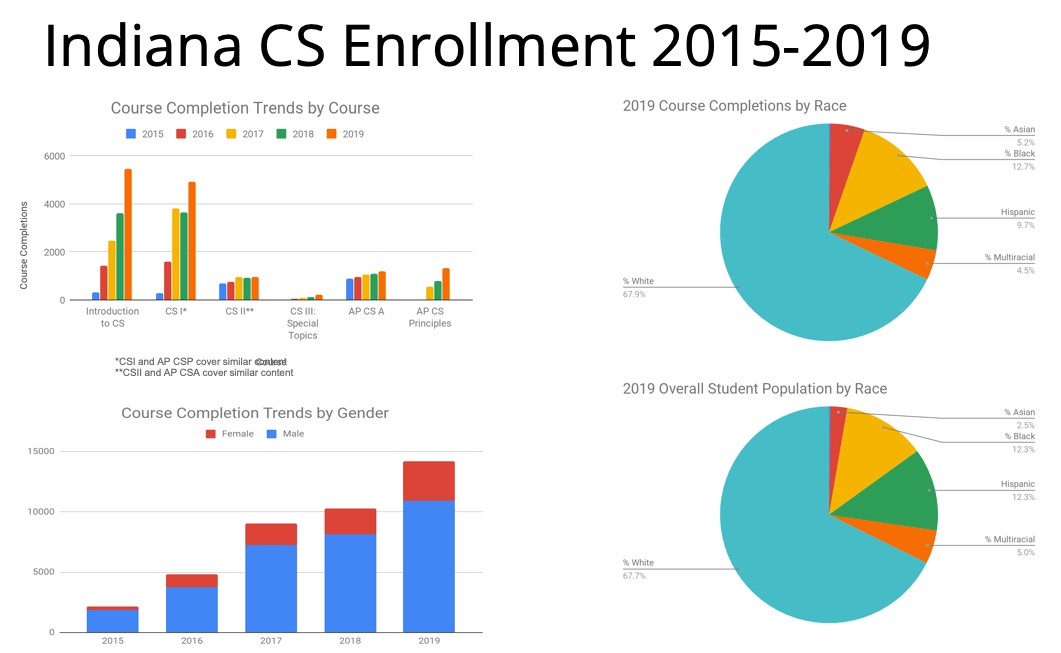 Indiana CS Enrollment 2015-2019
Course Completion Trends by Course
2015 2016 2017 2018 2019
Course Completions
6000
4000
2000
0
Introduction to CS
CS I*
CS II**
CS III: Special Topics
AP CS A
AP CS Principles
Course
*CSI and AP CSP cover similar content
**CSII and AP CSA cover similar content
Course Completion Trends by Gender
Female Male
15000
10000
5000
0
2015 2016 2017 2018 2019
2019 Course Completions by Race
% Asian
5.2%
% Black
12.7%
Hispanic
9.7%
% Multiracial
4.5%
% White
67.9%
2019 Overall Student Population by Race
% Asian
2.5%
% Black
12.3%
Hispanic
12.3%
% Multiracial
5.0%
% White
67.7%